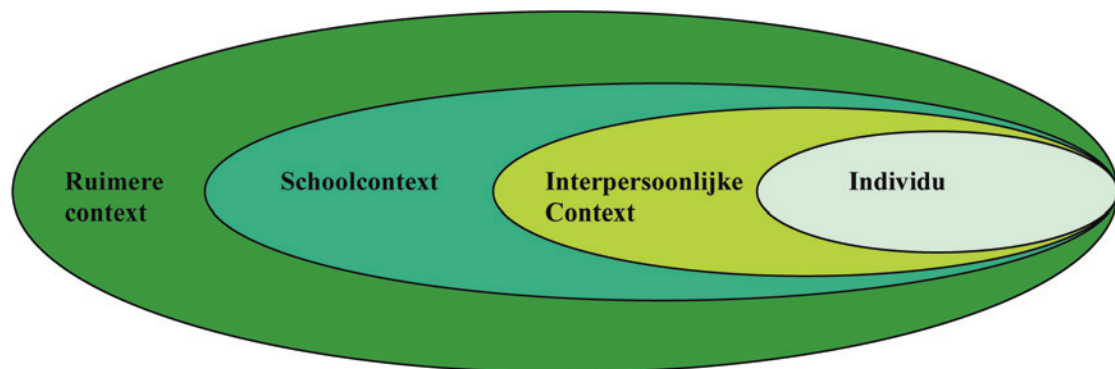 Ruimere
context
Schoolcontext
Interpersoonlijke
Context
Individu